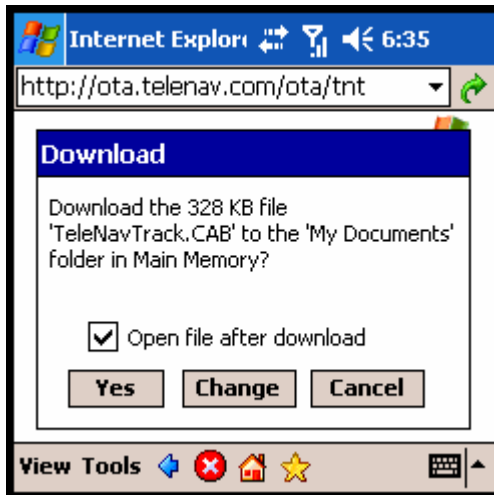 Internet Explor 6:35
http://ota.telenav.com/ota/tnt
Download
Download the 328 KB file
'TeleNavTrack.CAB' to the 'My Documents'
folder in Main Memory?
Open file after download
Yes Change Cancel
View Tools